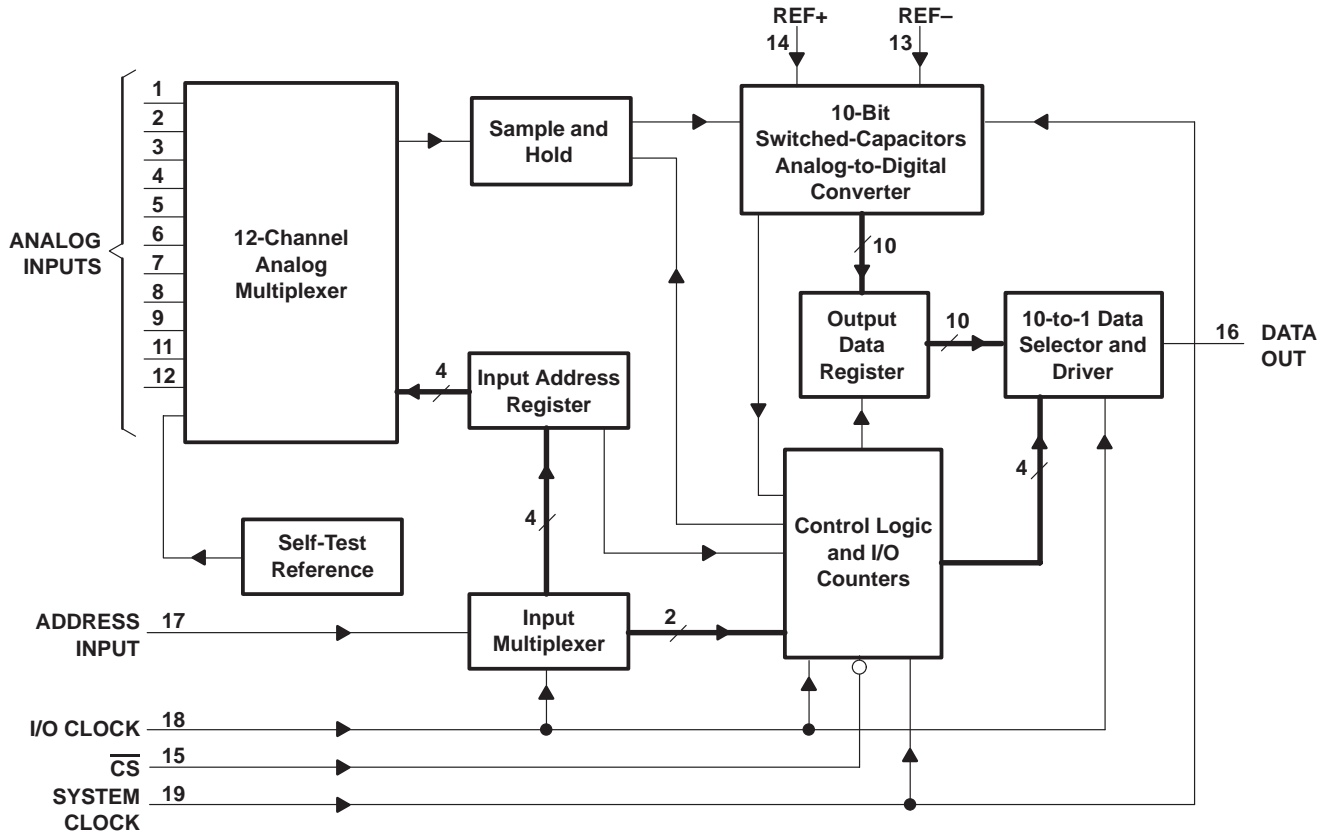 REF+
REF–
14
13
1
2
3
4
5
6
7
8
9
11
12
ANALOG
INPUTS
12-Channel
Analog
Multiplexer
Sample and
Hold
10-Bit
Switched-Capacitors
Analog-to-Digital
Converter
10
Output
Data
Register
10
10-to-1 Data
Selector and
Driver
16
DATA
OUT
4
Input Address
Register
4
4
Self-Test
Reference
Control Logic
and I/O
Counters
ADDRESS
INPUT
17
Input
Multiplexer
2
I/O CLOCK
18
CS
15
SYSTEM
CLOCK
19